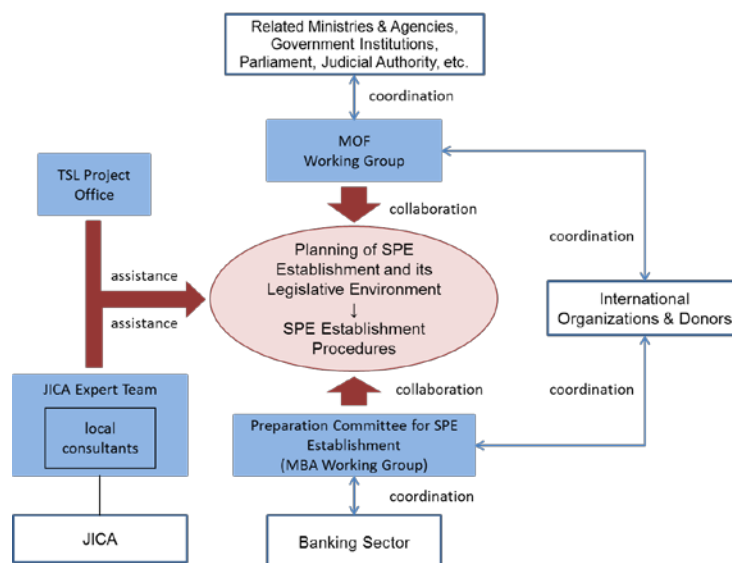 Related Ministries & Agencies,
Government Institutions,
Parliament, Judicial Authority, etc.
coordination
MOF
Working Group
TSL Project
Office
collaboration
Planning of SPE
Establishment and its
Legislative Environment
↓
SPE Establishment
Procedures
assistance
assistance
coordination
International
Organizations & Donors
coordination
collaboration
JICA Expert Team
local
consultants
Preparation Committee for SPE
Establishment
(MBA Working Group)
coordination
JICA
Banking Sector